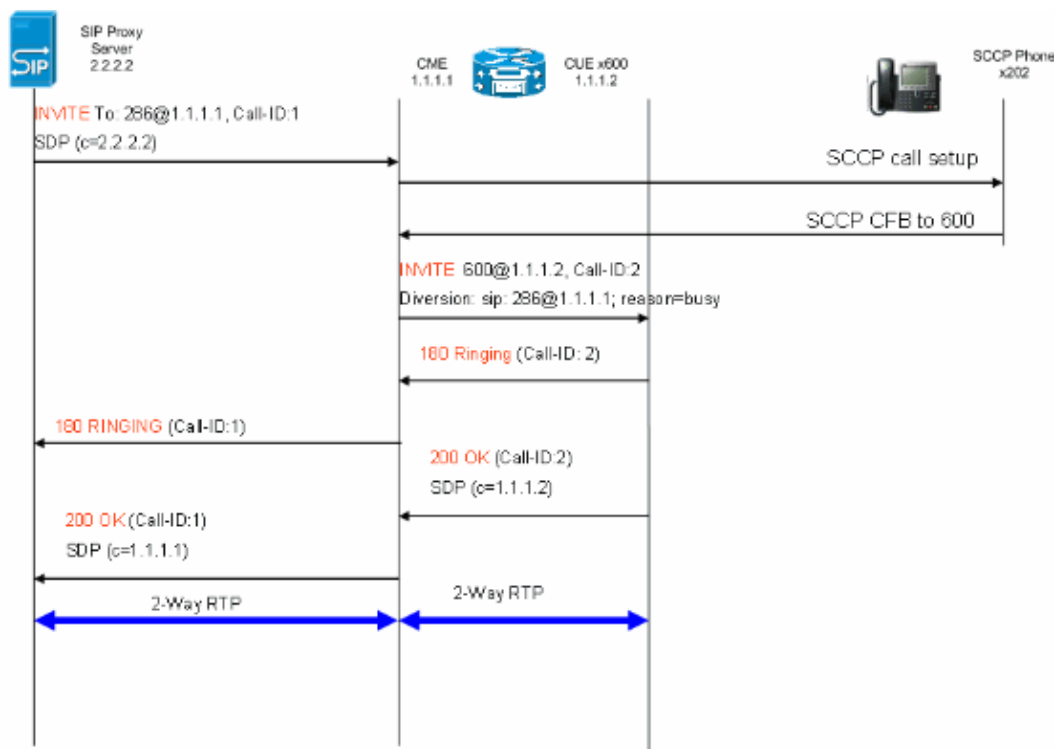 SIP Proxy
Server
2.2.2.2
SIP
CME
1.1.1.1
CUE x600
1.1.1.2
SCCP Phone
x202
INVITE To: 286@1.1.1.1, Call-ID:1
SDP (c=2.2.2.2)
SCCP call setup
SCCP CFB to 600
INVITE 600@1.1.1.2, Call-ID:2
Diversion: sip: 286@1.1.1.1; reason=busy
180 Ringing (Call-ID: 2)
180 RINGING (Call-ID:1)
200 OK (Call-ID:2)
SDP (c=1.1.1.2)
200 OK (Call-ID:1)
SDP (c=1.1.1.1)
2-Way RTP
2-Way RTP